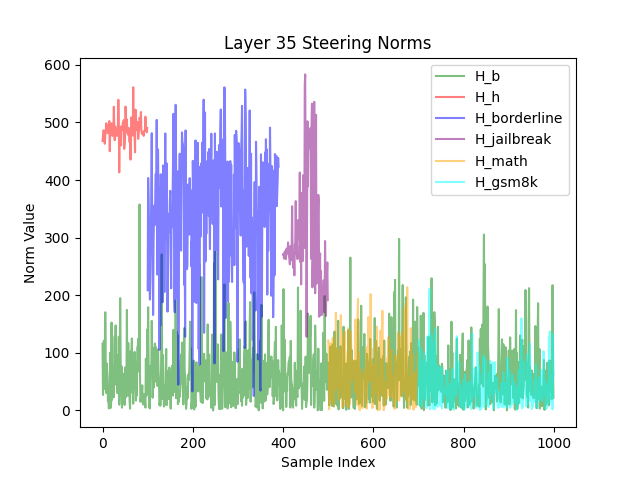 Layer 35 Steering Norms
600
500
400
300
200
100
0
Norm Value
0
200
400
600
800
1000
Sample Index
H_b
H_h
H_borderline
H_jailbreak
H_math
H_gsm8k